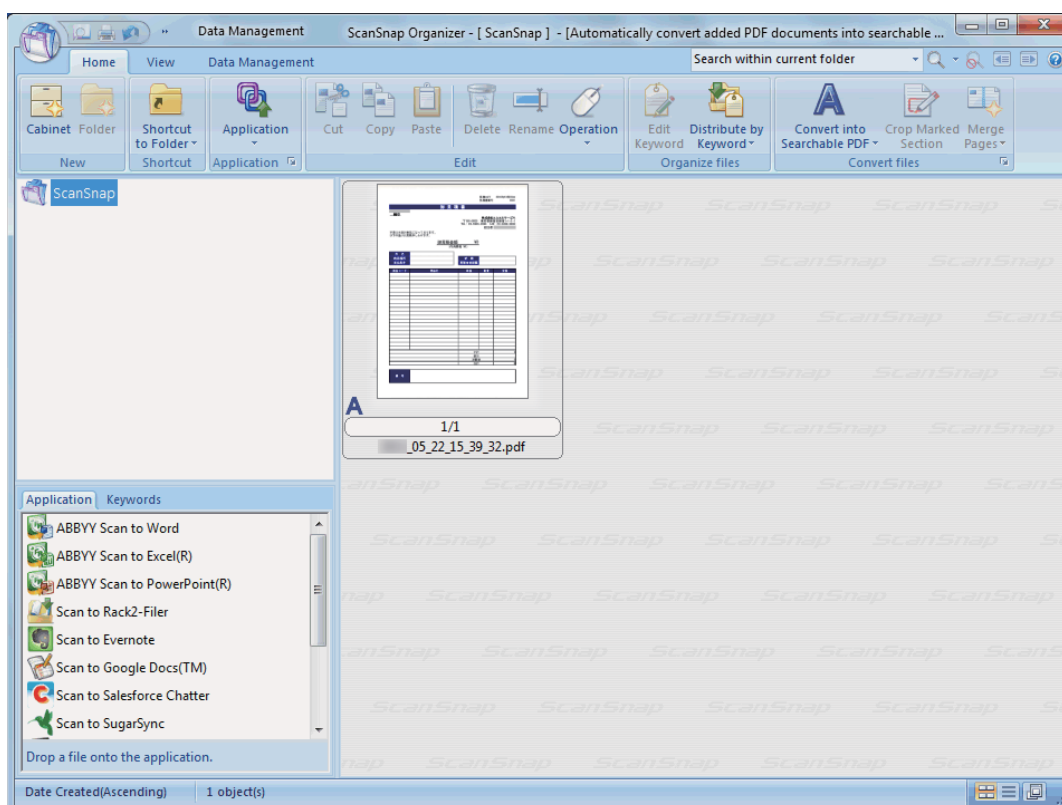 Data Management
ScanSnap Organizer - [ ScanSnap ] - [Automatically convert added PDF documents into searchable ...
Home View Data Management
Search within current folder
Cabinet Folder
New
Shortcut to Folder
Shortcut
Application
Application
Cut Copy Paste Delete Rename Operation
Edit
Edit Keyword
Distribute by Keyword
Organize files
Convert into Searchable PDF
Crop Marked Section
Merge Pages
Convert files
ScanSnap
A
1/1
_05_22_15_39_32.pdf
Application Keywords
ABBYY Scan to Word
ABBYY Scan to Excel(R)
ABBYY Scan to PowerPoint(R)
Scan to Rack2-Filer
Scan to Evernote
Scan to Google Docs(TM)
Scan to Salesforce Chatter
Scan to SugarSync
Drop a file onto the application.
Date Created(Ascending) 1 object(s)